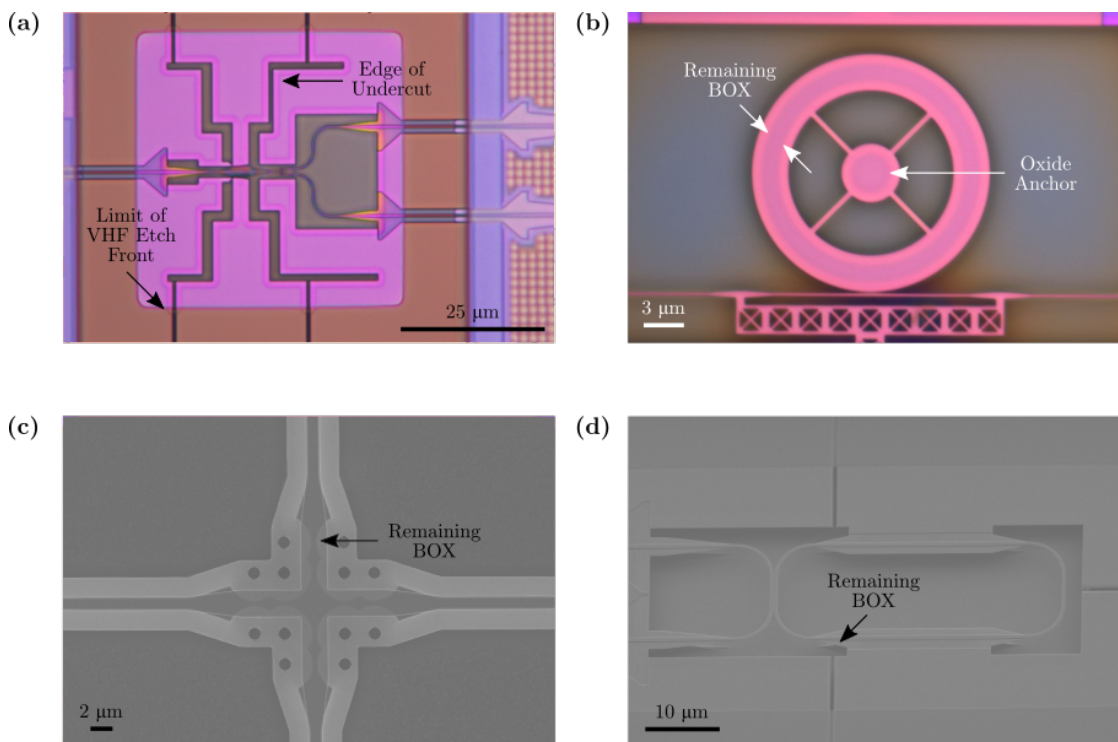 (a)
Edge of
Undercut
Limit of
VHF Etch
Front
25 µm
(b)
Remaining
BOX
Oxide
Anchor
3 µm
(c)
Remaining
BOX
2 µm
(d)
Remaining
BOX
10 µm